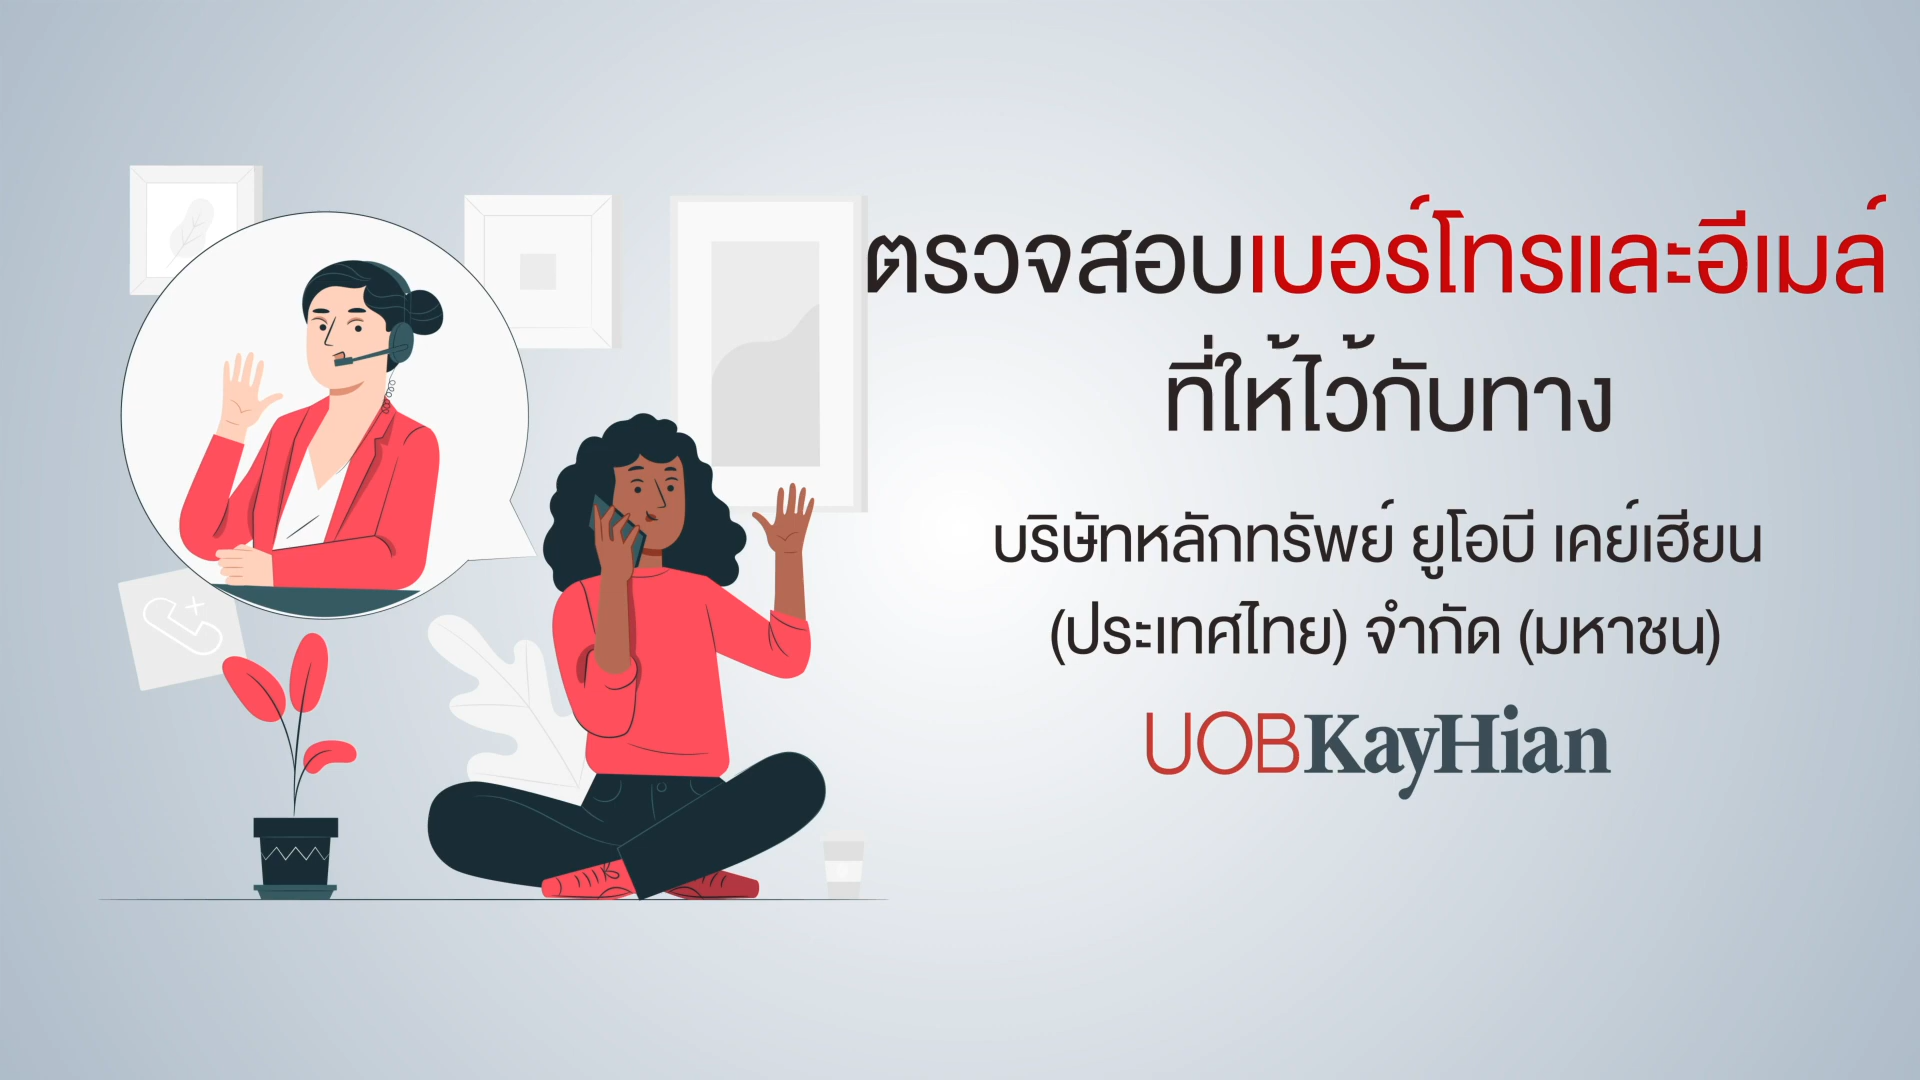 ตรวจสอบเบอร์โทรและอีเมล์
ที่ให้ไว้กับทาง
บริษัทหลักทรัพย์ ยูโอบี เคย์เฮียน
(ประเทศไทย) จำกัด (มหาชน)
UOBKayHian